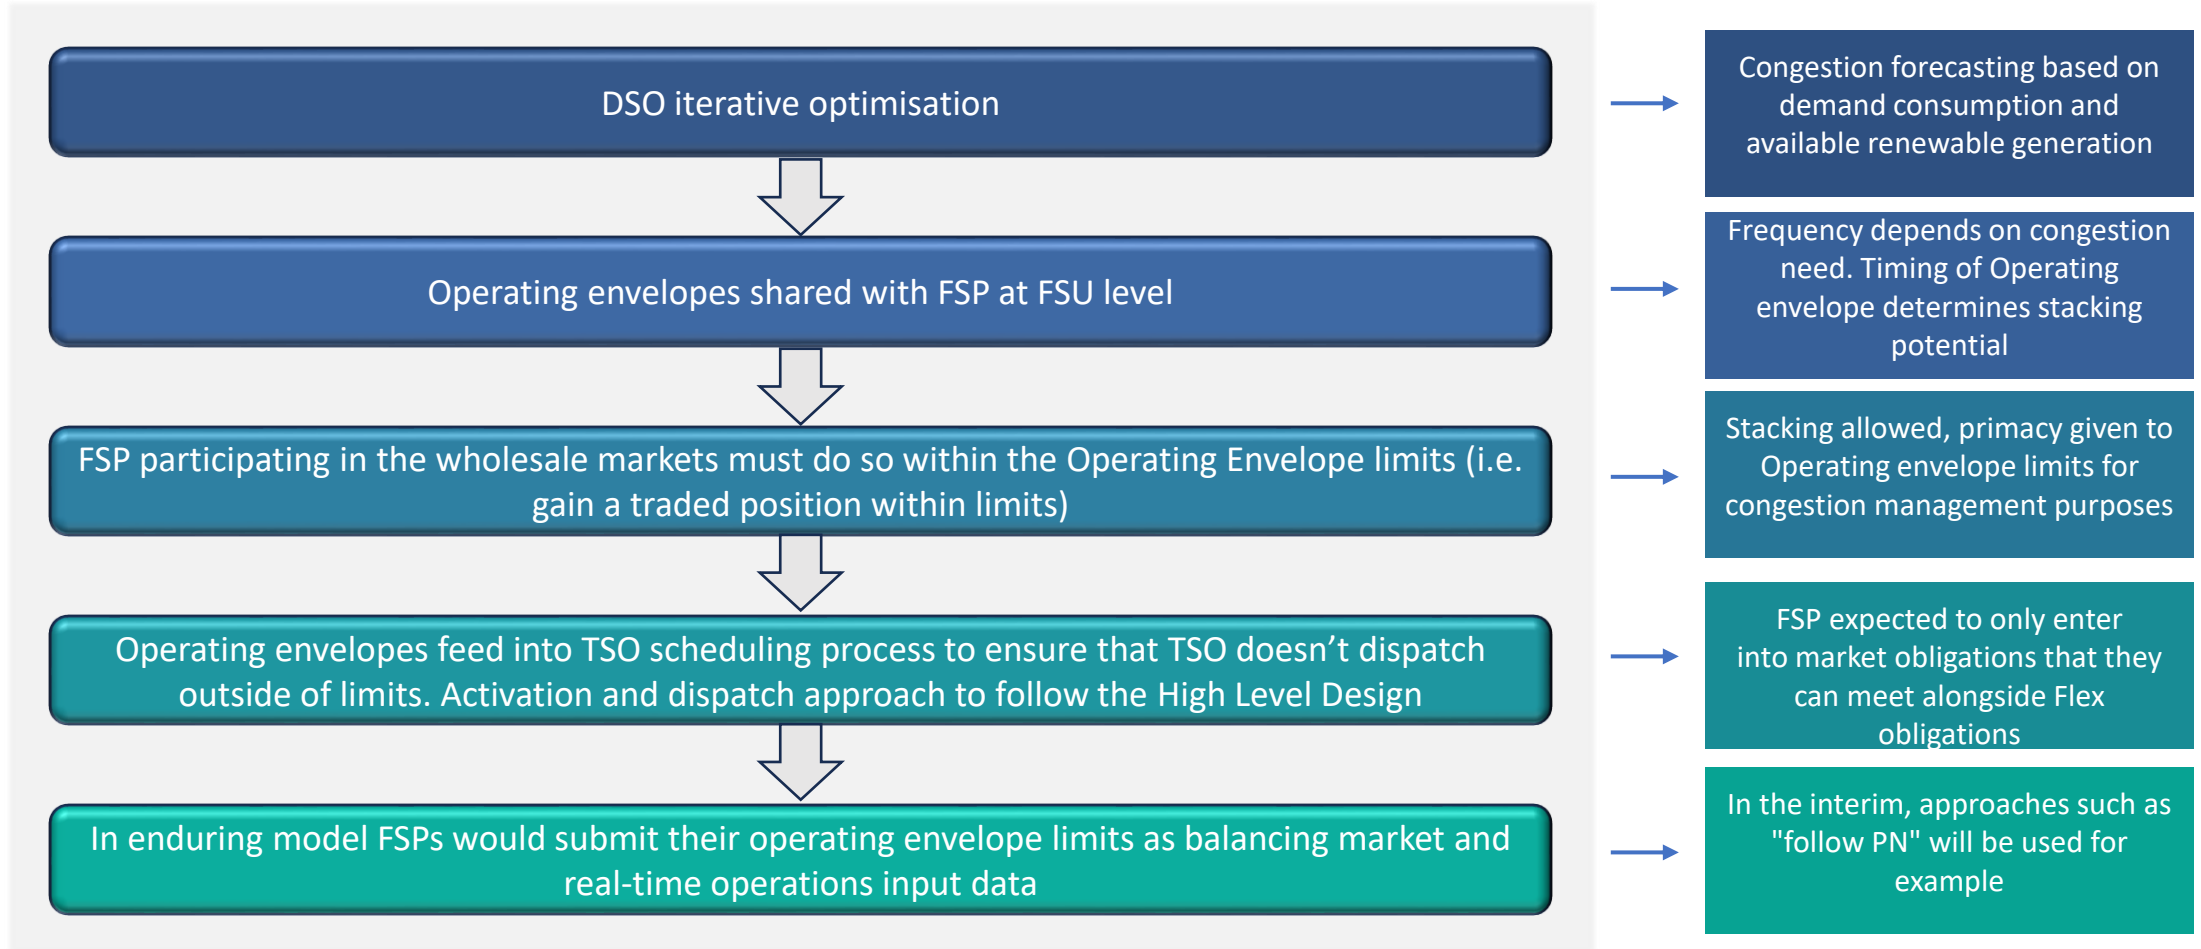 DSO iterative optimisation
Congestion forecasting based on
demand consumption and
available renewable generation
Operating envelopes shared with FSP at FSU level
Frequency depends on congestion
need. Timing of Operating
envelope determines stacking
potential
FSP participating in the wholesale markets must do so within the Operating Envelope limits (i.e.
gain a traded position within limits)
Stacking allowed, primacy given to
Operating envelope limits for
congestion management purposes
Operating envelopes feed into TSO scheduling process to ensure that TSO doesn’t dispatch
outside of limits. Activation and dispatch approach to follow the High Level Design
FSP expected to only enter
into market obligations that they
can meet alongside Flex
obligations
In enduring model FSPs would submit their operating envelope limits as balancing market and
real-time operations input data
In the interim, approaches such as
"follow PN" will be used for
example